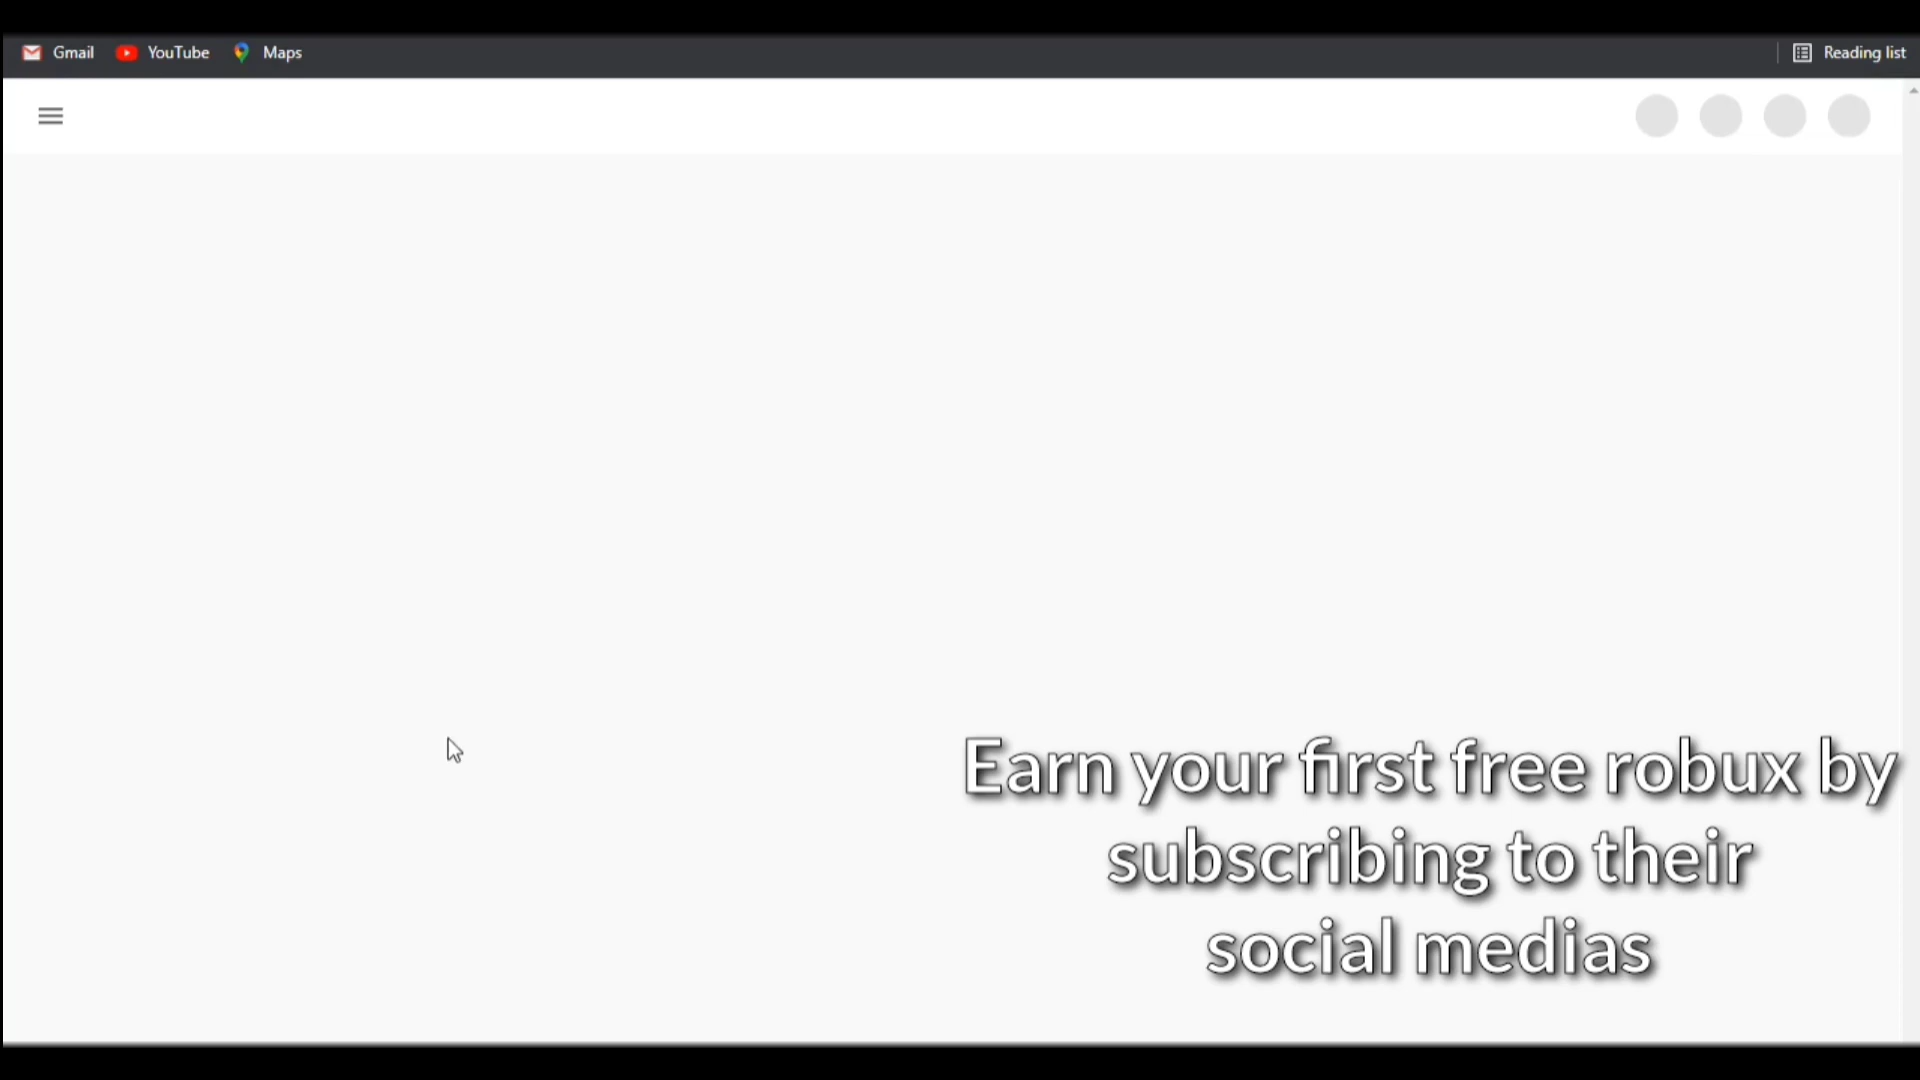 Gmail YouTube Maps Reading list
Earn your first free robux by
subscribing to their
social medias